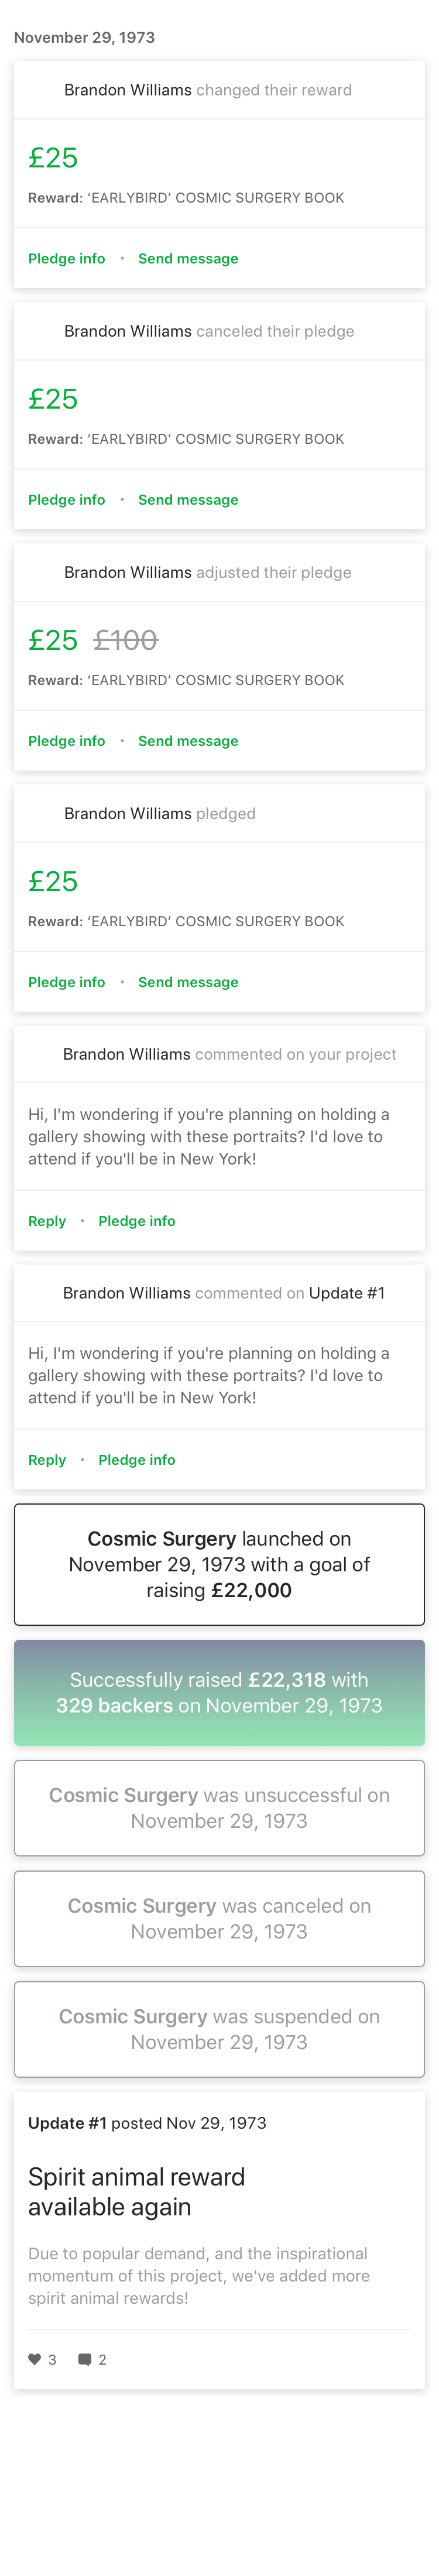 November 29, 1973
Brandon Williams changed their reward
£25
Reward: ‘EARLYBIRD’ COSMIC SURGERY BOOK
Pledge info • Send message
Brandon Williams canceled their pledge
£25
Reward: ‘EARLYBIRD’ COSMIC SURGERY BOOK
Pledge info • Send message
Brandon Williams adjusted their pledge
£25 £100
Reward: ‘EARLYBIRD’ COSMIC SURGERY BOOK
Pledge info • Send message
Brandon Williams pledged
£25
Reward: ‘EARLYBIRD’ COSMIC SURGERY BOOK
Pledge info • Send message
Brandon Williams commented on your project
Hi, I'm wondering if you're planning on holding a
gallery showing with these portraits? I'd love to
attend if you'll be in New York!
Reply • Pledge info
Brandon Williams commented on Update #1
Hi, I'm wondering if you're planning on holding a
gallery showing with these portraits? I'd love to
attend if you'll be in New York!
Reply • Pledge info
Cosmic Surgery launched on
November 29, 1973 with a goal of
raising £22,000
Successfully raised £22,318 with
329 backers on November 29, 1973
Cosmic Surgery was unsuccessful on
November 29, 1973
Cosmic Surgery was canceled on
November 29, 1973
Cosmic Surgery was suspended on
November 29, 1973
Update #1 posted Nov 29, 1973
Spirit animal reward
available again
Due to popular demand, and the inspirational
momentum of this project, we've added more
spirit animal rewards!
3 2